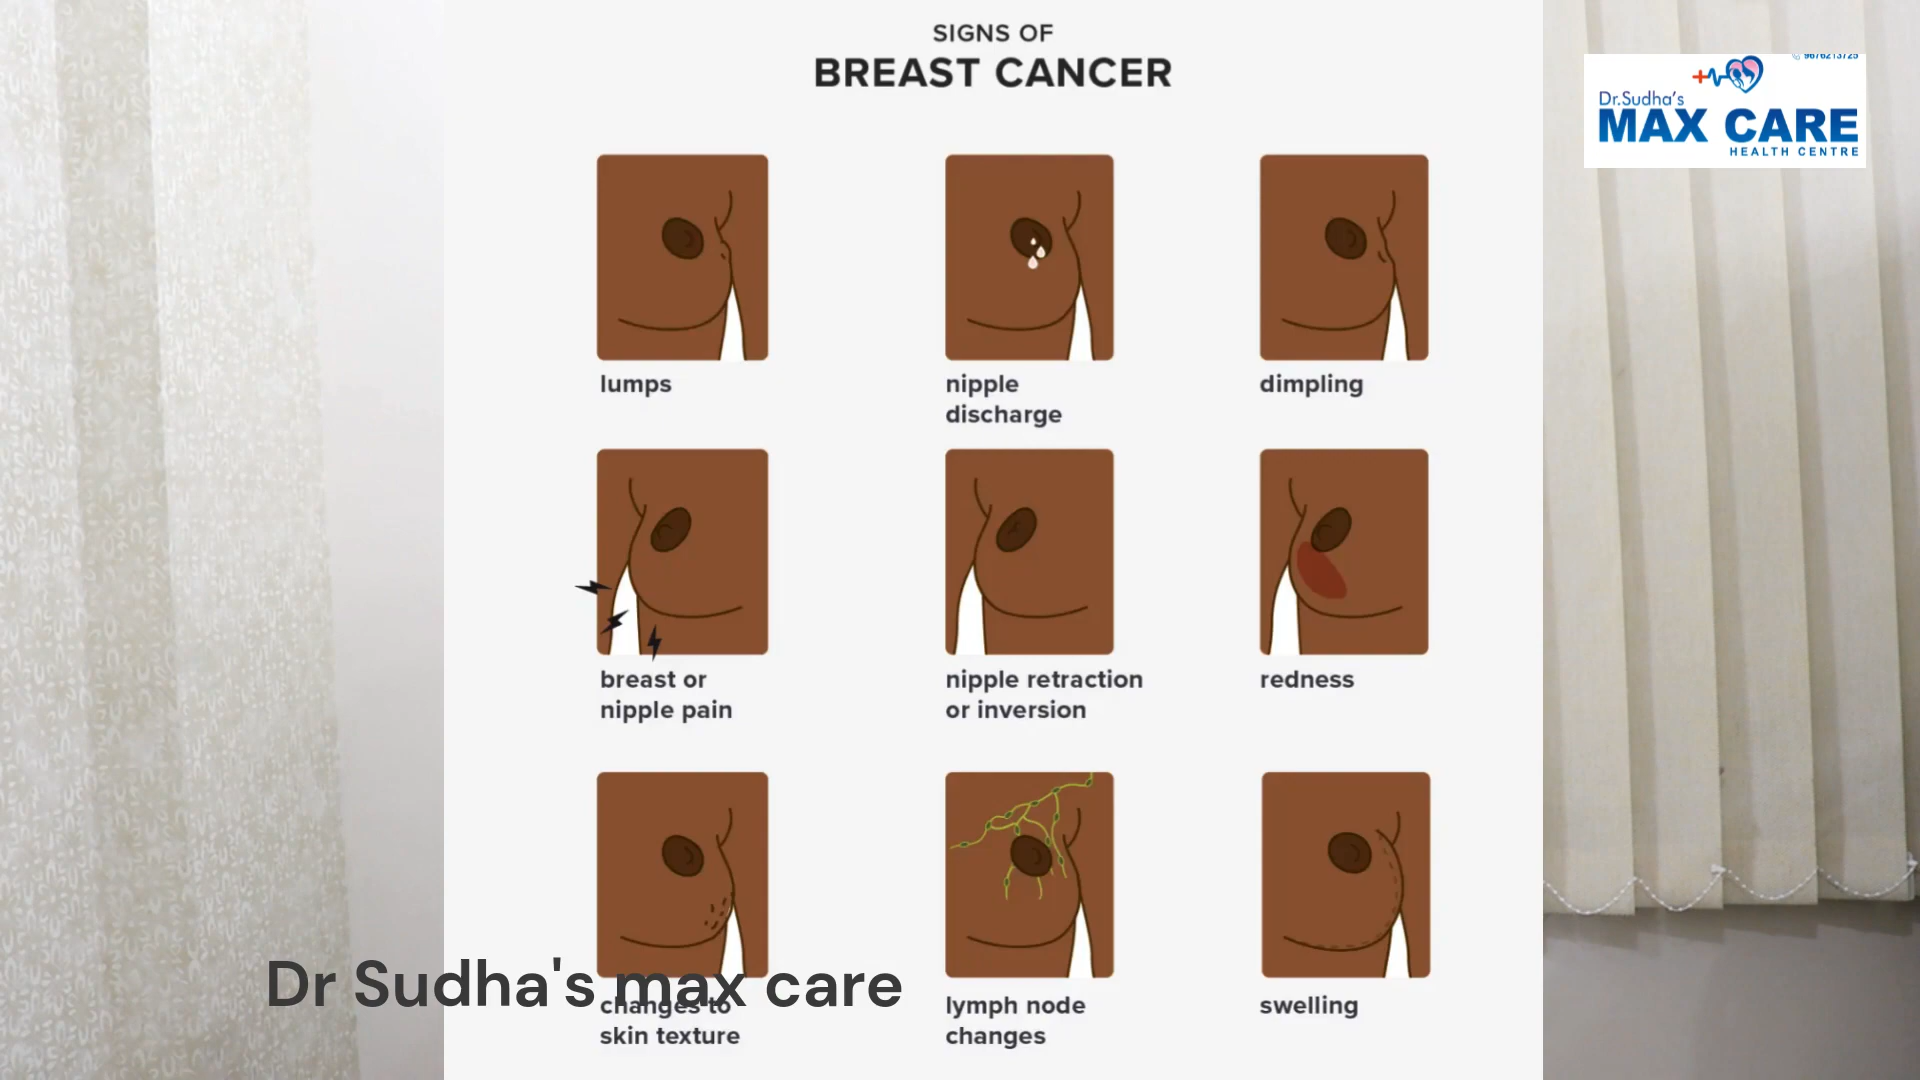 SIGNS OF
BREAST CANCER
9676213725
Dr.Sudha's
MAX CARE
HEALTH CENTRE
lumps
nipple
discharge
dimpling
breast or
nipple pain
nipple retraction
or inversion
redness
changes to
skin texture
lymph node
changes
swelling
Dr Sudha's max care